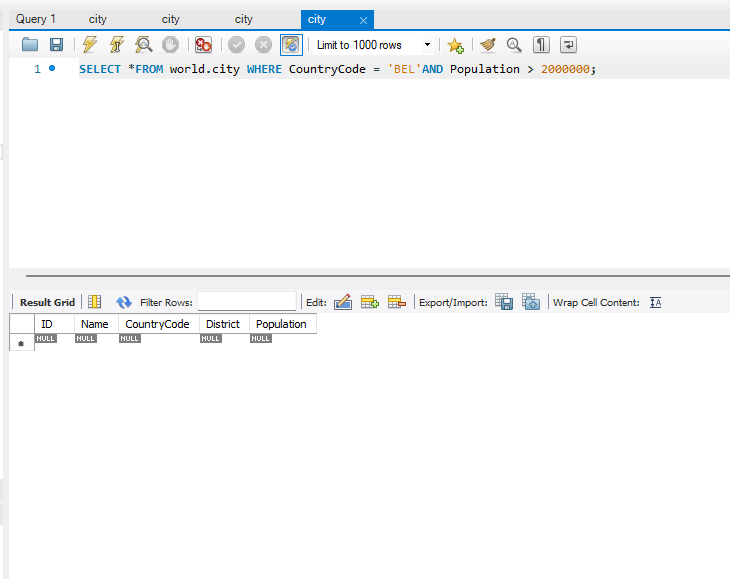 Query 1 city city city city
Limit to 1000 rows
1 SELECT *FROM world.city WHERE CountryCode = 'BEL'AND Population > 2000000;
Result Grid Filter Rows: Edit: Export/Import: Wrap Cell Content:
ID Name CountryCode District Population
NULL NULL NULL NULL NULL